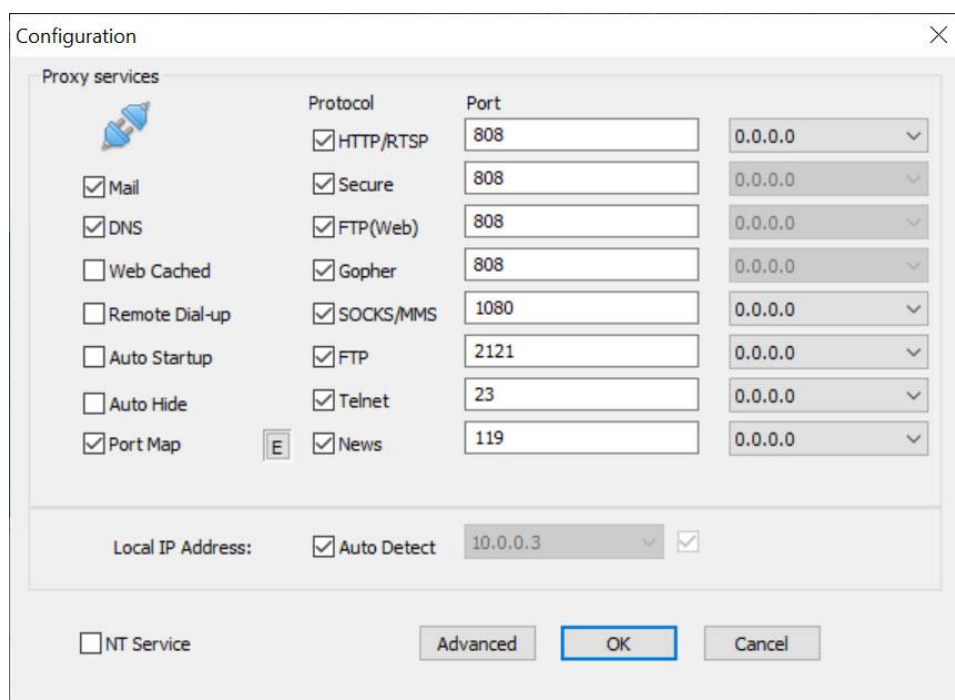 Configuration
Proxy services
Protocol Port
HTTP/RTSP 808 0.0.0.0
Mail Secure 808 0.0.0.0
DNS FTP(Web) 808 0.0.0.0
Web Cached Gopher 808 0.0.0.0
Remote Dial-up SOCKS/MMS 1080 0.0.0.0
Auto Startup FTP 2121 0.0.0.0
Auto Hide Telnet 23 0.0.0.0
Port Map E News 119 0.0.0.0
Local IP Address: Auto Detect 10.0.0.3
NT Service Advanced OK Cancel